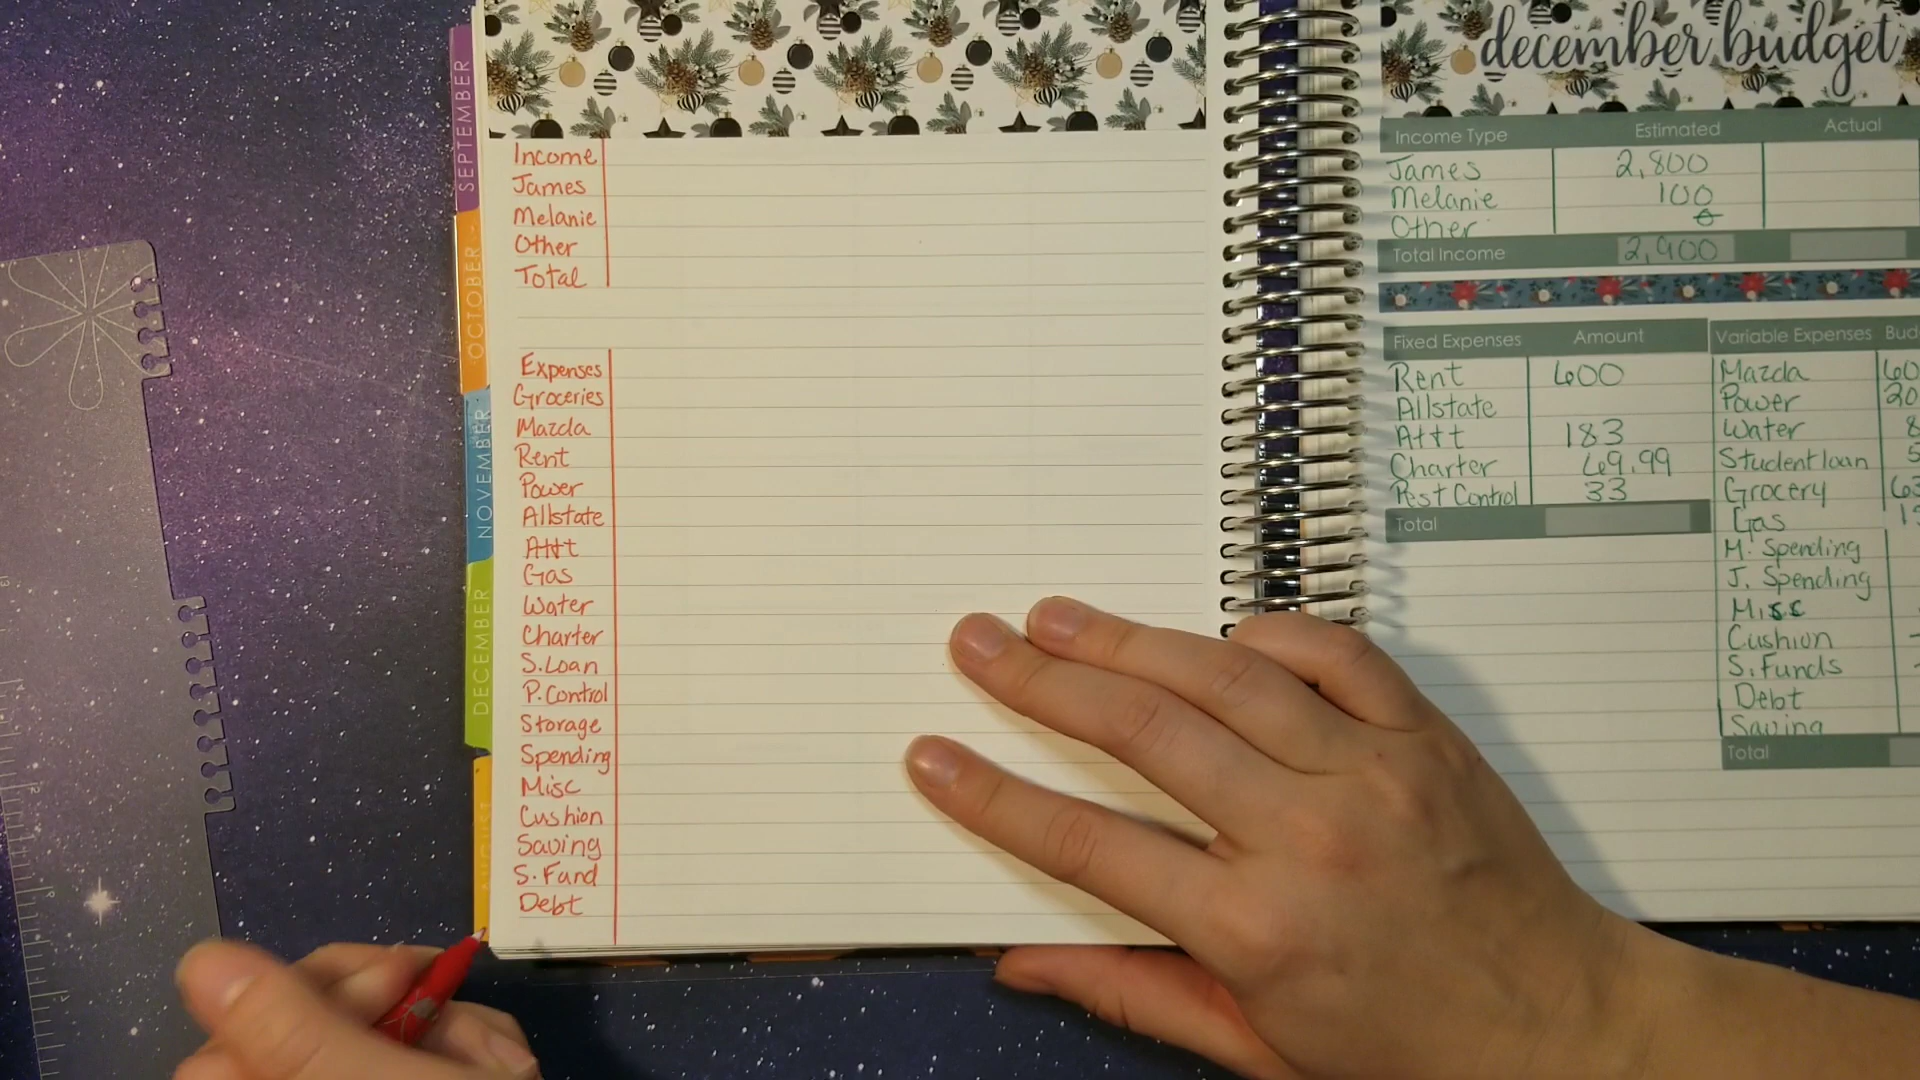 SEPTEMBER
OCTOBER
NOVEMBER
DECEMBER
Income
James
Melanie
Other
Total
Expenses
Groceries
Mazda
Rent
Power
Allstate
At+t
Gas
Water
Charter
S.Loan
P.Control
Storage
Spending
Misc
Cushion
Saving
S.Fund
Debt
december budget
Income Type Estimated Actual
James 2,800
Melanie 100
Other 0
Total Income 2,900
Fixed Expenses Amount
Rent 600
Allstate
At+t 183
Charter 69.99
Pest Control 33
Total
Variable Expenses
Mazda
Power
Water
Student loan
Grocery
Gas
M. Spending
J. Spending
Misc
Cushion
S. Funds
Debt
Saving
Total